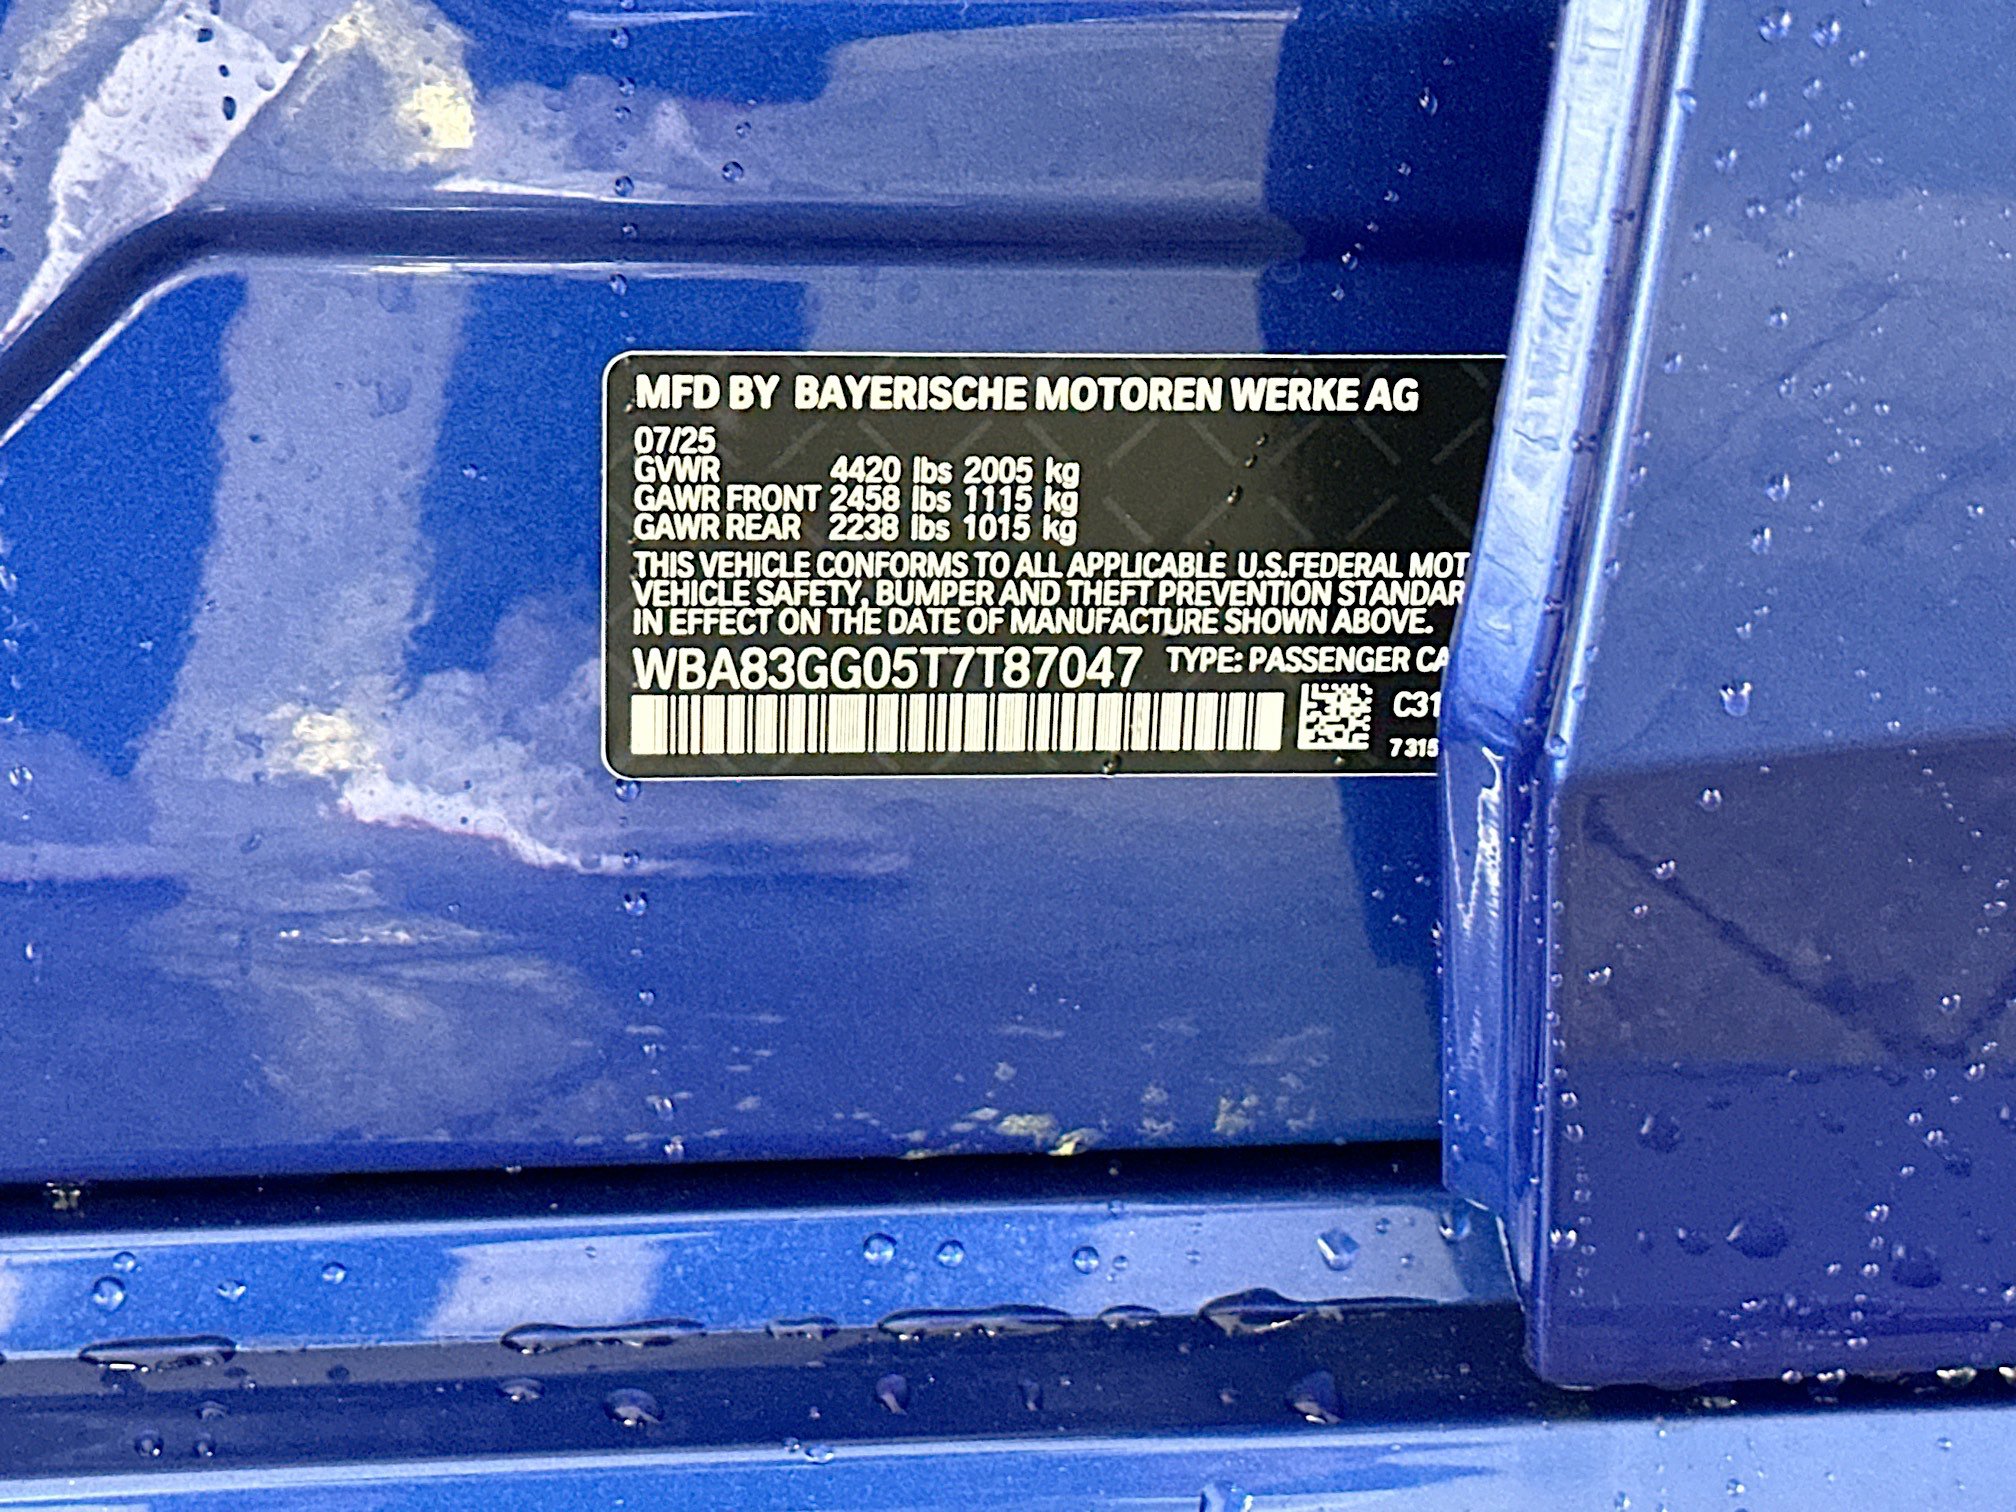 MFD BY BAYERISCHE MOTOREN WERKE AG
07/25
GVWR 4420 lbs 2005 kg
GAWR FRONT 2458 lbs 1115 kg
GAWR REAR 2238 lbs 1015 kg
THIS VEHICLE CONFORMS TO ALL APPLICABLE U.S.FEDERAL MOT
VEHICLE SAFETY, BUMPER AND THEFT PREVENTION STANDAR
IN EFFECT ON THE DATE OF MANUFACTURE SHOWN ABOVE.
WBA83GG05T7T87047 TYPE: PASSENGER CA
C31
7 315